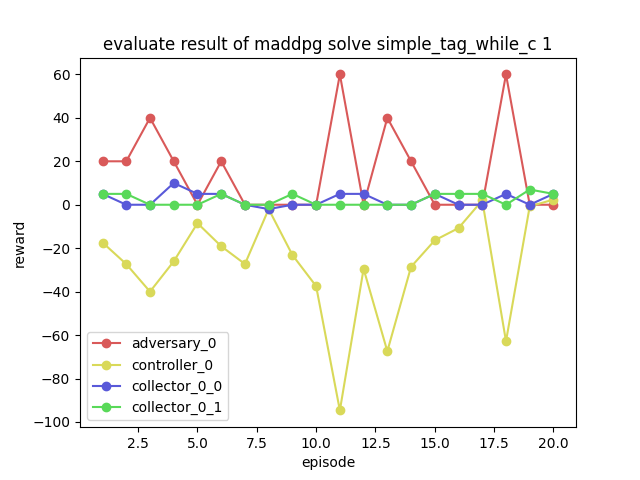 evaluate result of maddpg solve simple_tag_while_c 1
60
40
20
0
−20
−40
−60
−80
−100
reward
adversary_0
controller_0
collector_0_0
collector_0_1
2.5 5.0 7.5 10.0 12.5 15.0 17.5 20.0
episode